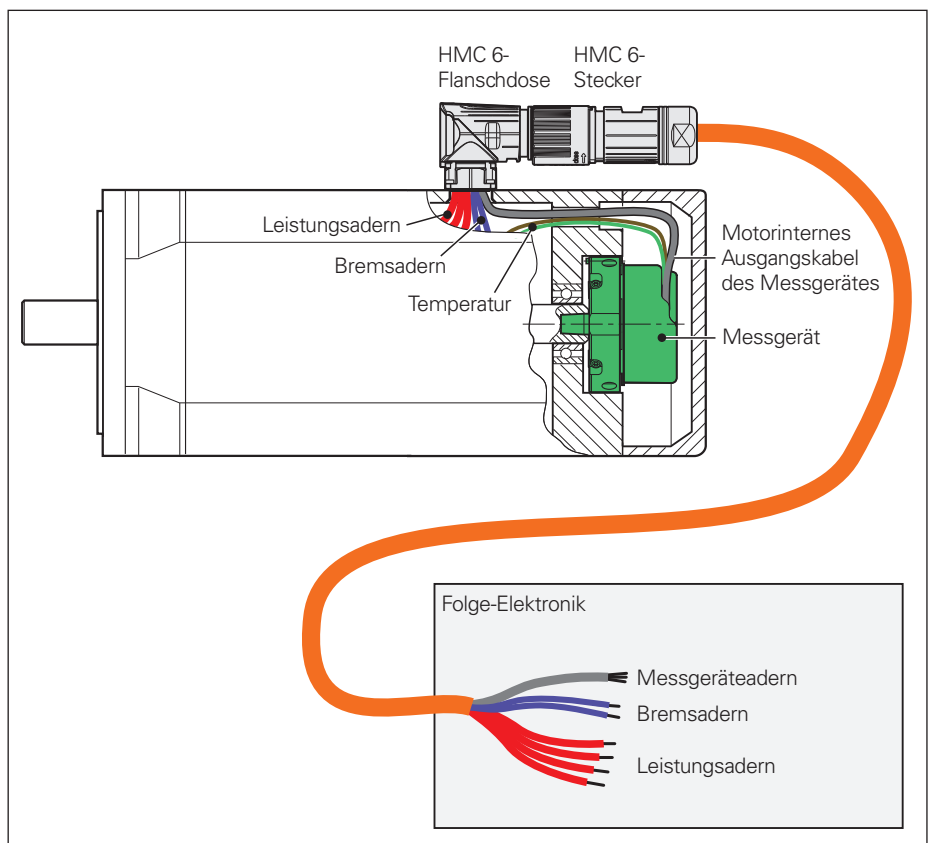 HMC 6-
Flanschdose
HMC 6-
Stecker
Leistungsadern
Bremsadern
Temperatur
Motorinternes
Ausgangskabel
des Messgerätes
Messgerät
Folge-Elektronik
Messgeräteadern
Bremsadern
Leistungsadern